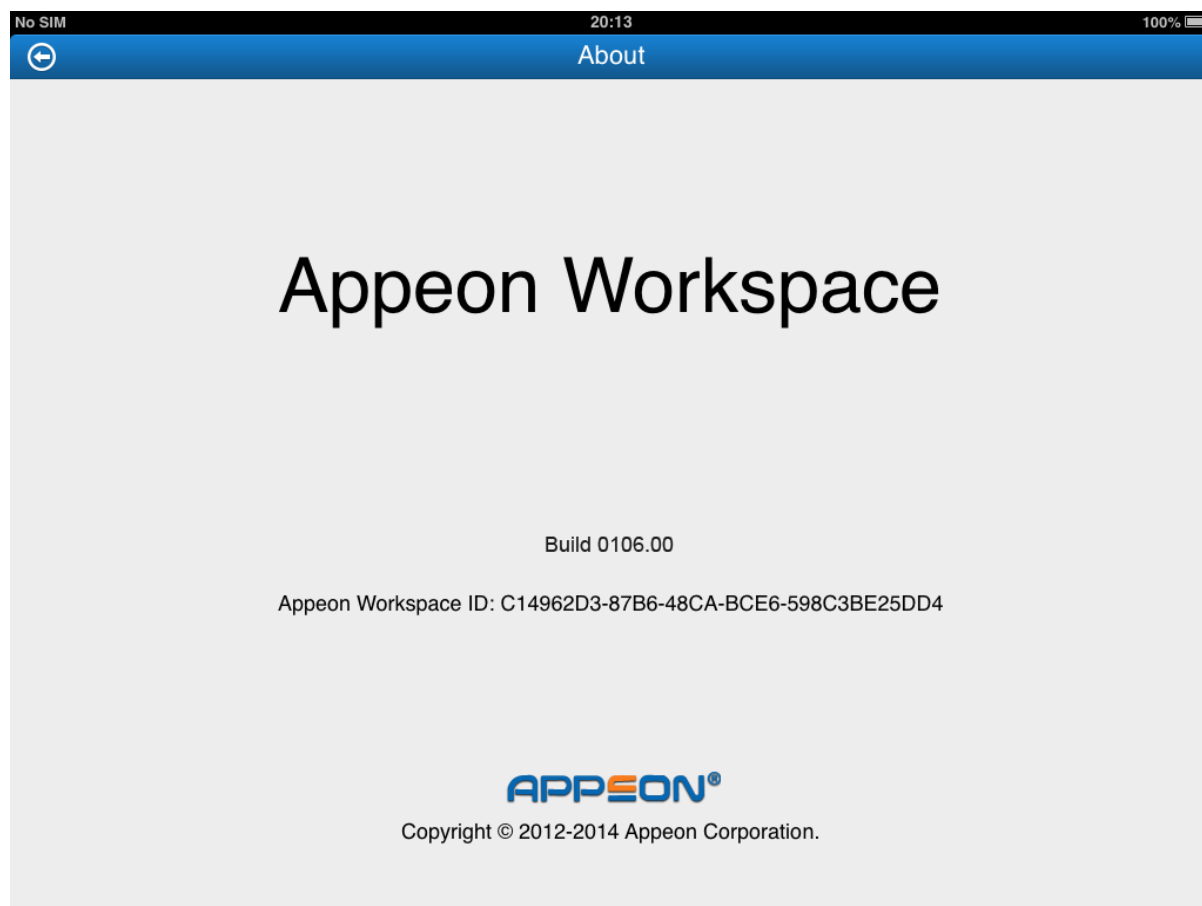 No SIM 20:13 100%
About
Appeon Workspace
Build 0106.00
Appeon Workspace ID: C14962D3-87B6-48CA-BCE6-598C3BE25DD4
APPEON®
Copyright © 2012-2014 Appeon Corporation.